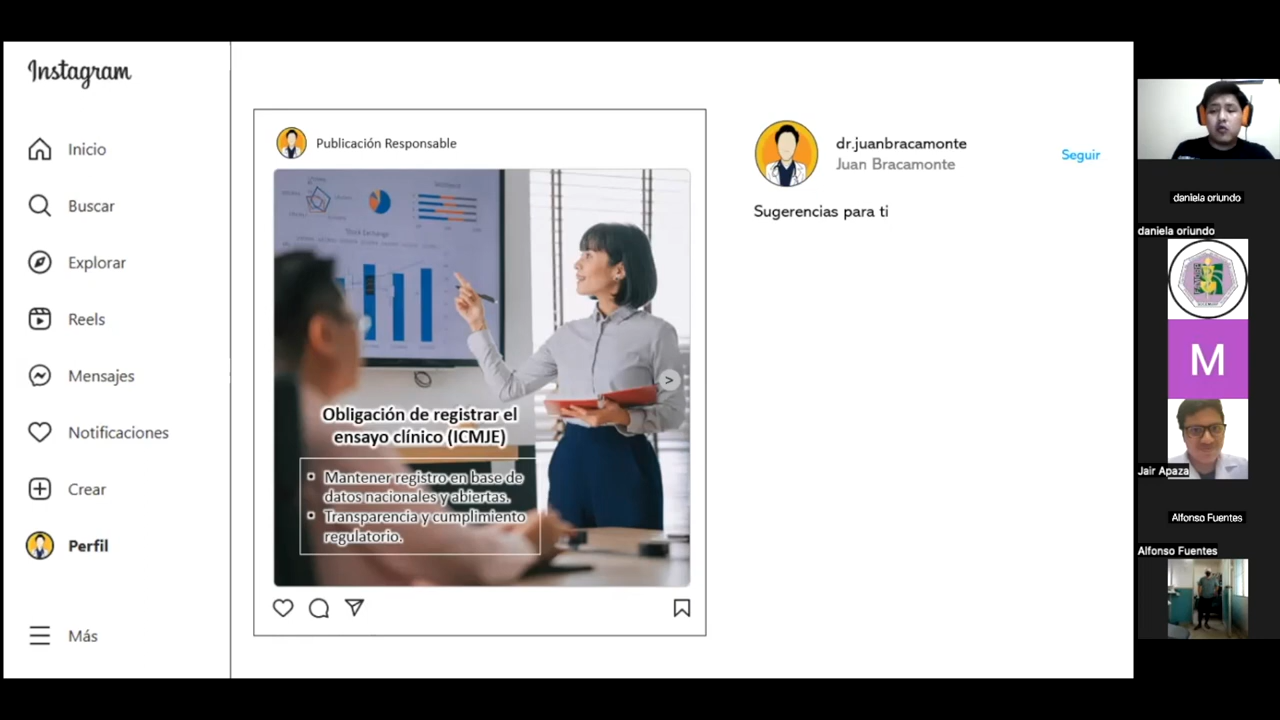 Instagram
Inicio
Buscar
Explorar
Reels
Mensajes
Notificaciones
Crear
Perfil
Más
Publicación Responsable
Stock Exchange
Obligación de registrar el
ensayo clínico (ICMJE)
• Mantener registro en base de
datos nacionales y abiertas.
• Transparencia y cumplimiento
regulatorio.
>
dr.juanbracamonte
Juan Bracamonte
Seguir
Sugerencias para ti
daniela oriundo
daniela oriundo
M
Jair Apaza
Alfonso Fuentes
Alfonso Fuentes